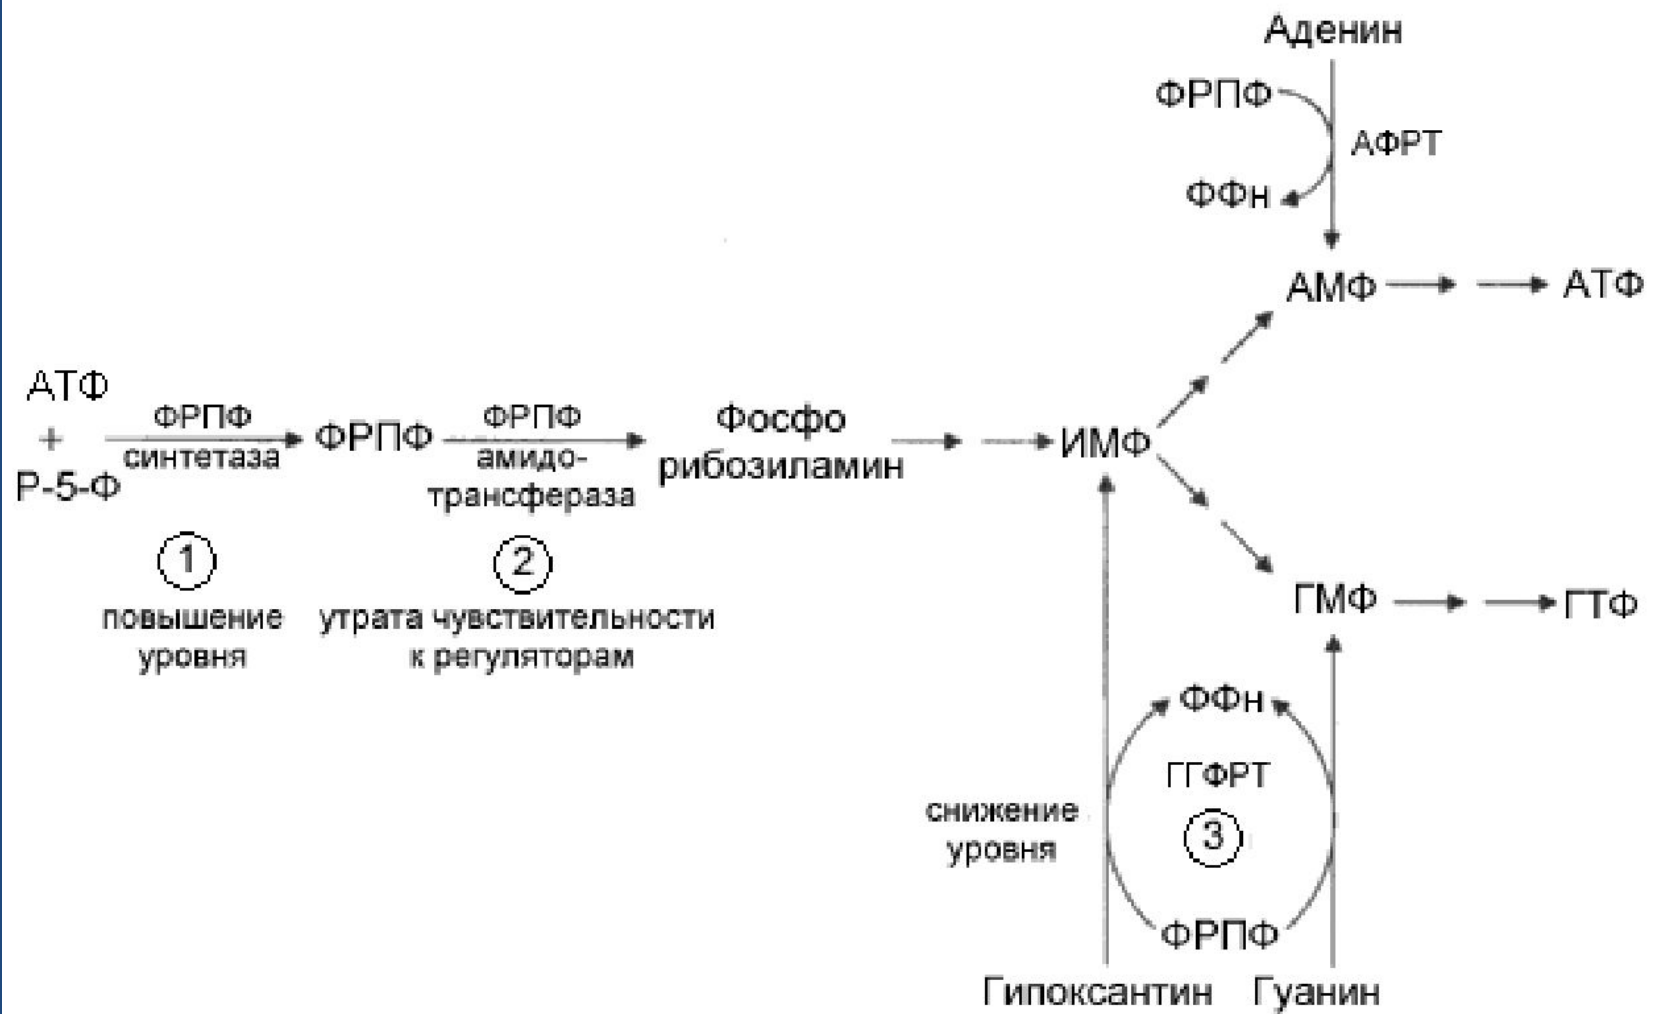 Аденин
ФРПФ
АФРТ
ФФн
АМФ
АТФ
АТФ
+
Р-5-Ф
ФРПФ
синтетаза
ФРПФ
ФРПФ
амидо-
трансфераза
Фосфо
рибозиламин
ИМФ
1
повышение
уровня
2
утрата чувствительности
к регуляторам
ГМФ
ГТФ
ФФн
ГГФРТ
3
снижение
уровня
ФРПФ
Гипоксантин
Гуанин